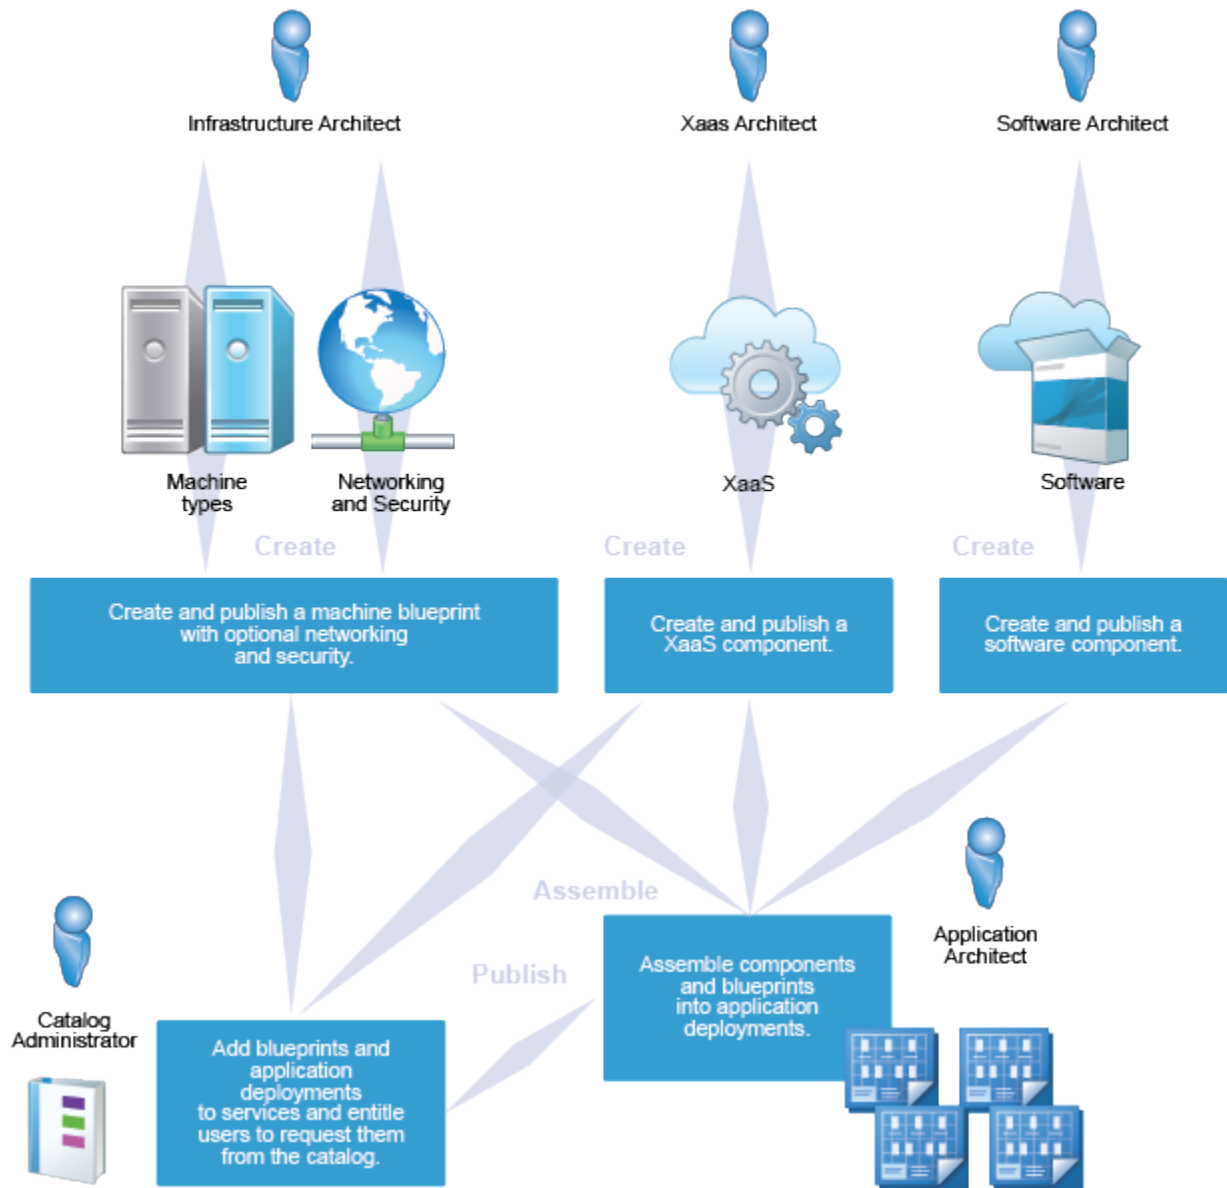 Infrastructure Architect
Xaas Architect
Software Architect
Machine
types
Networking
and Security
XaaS
Software
Create
Create
Create
Create and publish a machine blueprint
with optional networking
and security.
Create and publish a
XaaS component.
Create and publish a
software component.
Assemble
Publish
Application
Architect
Assemble components
and blueprints
into application
deployments.
Catalog
Administrator
Add blueprints and
application
deployments
to services and entitle
users to request them
from the catalog.